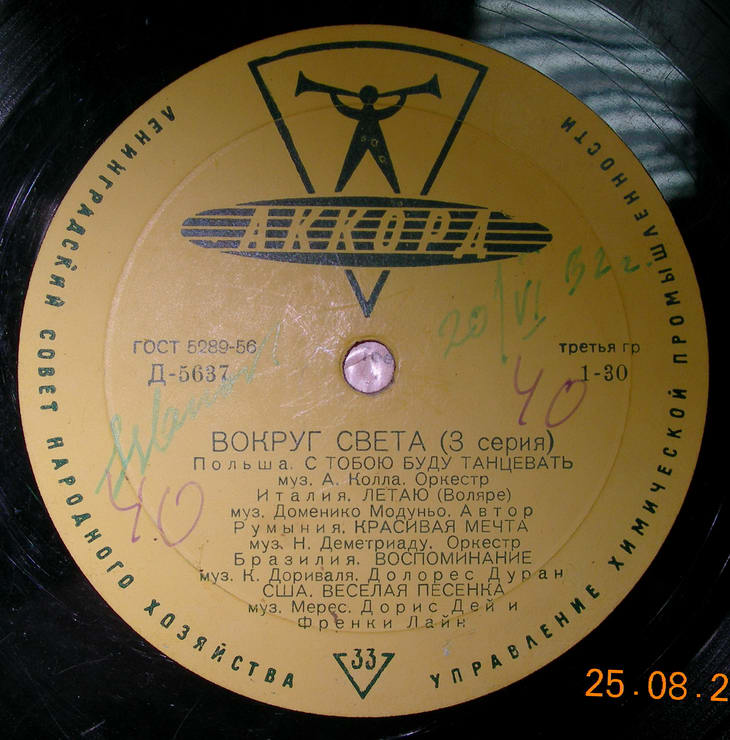 АККОРД
ЛЕНИНГРАДСКИЙ СОВЕТ НАРОДНОГО ХОЗЯЙСТВА
УПРАВЛЕНИЕ ХИМИЧЕСКОЙ ПРОМЫШЛЕННОСТИ
ГОСТ 5289-56
Д-5637
третья гр
1-30
20/VI
40
40
ВОКРУГ СВЕТА (3 серия)
Польша. С ТОБОЮ БУДУ ТАНЦЕВАТЬ
муз. А. Колла. Оркестр
Италия. ЛЕТАЮ (Воляре)
муз. Доменико Модуньо. Автор
Румыния. КРАСИВАЯ МЕЧТА
муз. Н. Деметриаду. Оркестр
Бразилия. ВОСПОМИНАНИЕ
муз. К. Дориваля. Долорес Дуран
США. ВЕСЕЛАЯ ПЕСЕНКА
муз. Мерес. Дорис Дей и
Френки Лайн
33
25.08.2